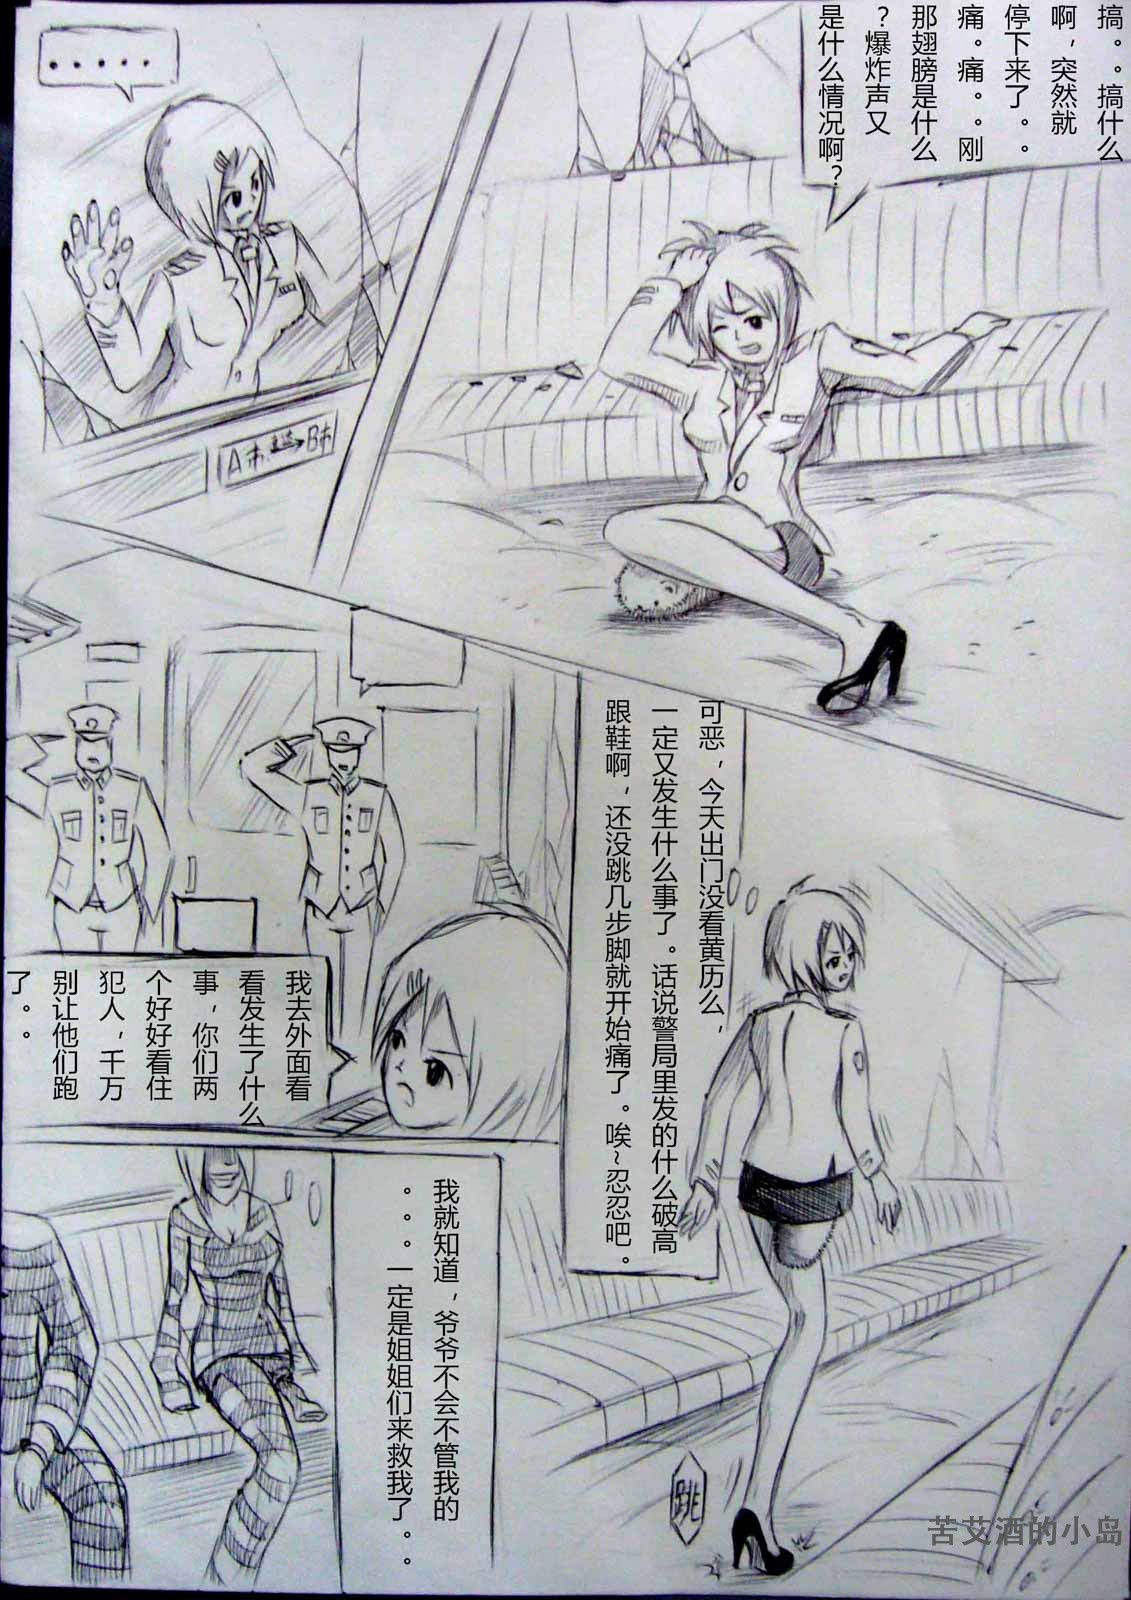 搞。。搞什么
啊，突然就
停下来了。。
痛。痛。。刚
那翅膀是什么
？爆炸声又
是什么情况啊？
．．．．．
A市 B市
可恶，今天出门没看黄历么，
一定又发生什么事了。话说警局里发的什么破高
跟鞋啊，还没跳几步脚就开始痛了。唉~忍忍吧。
跳
我去外面看
看发生了什么
事，你们两
个好好看住
犯人，千万
别让他们跑
了。。
我就知道，爷爷不会不管我的
。。。一定是姐姐们来救我了。。
苦艾酒的小岛